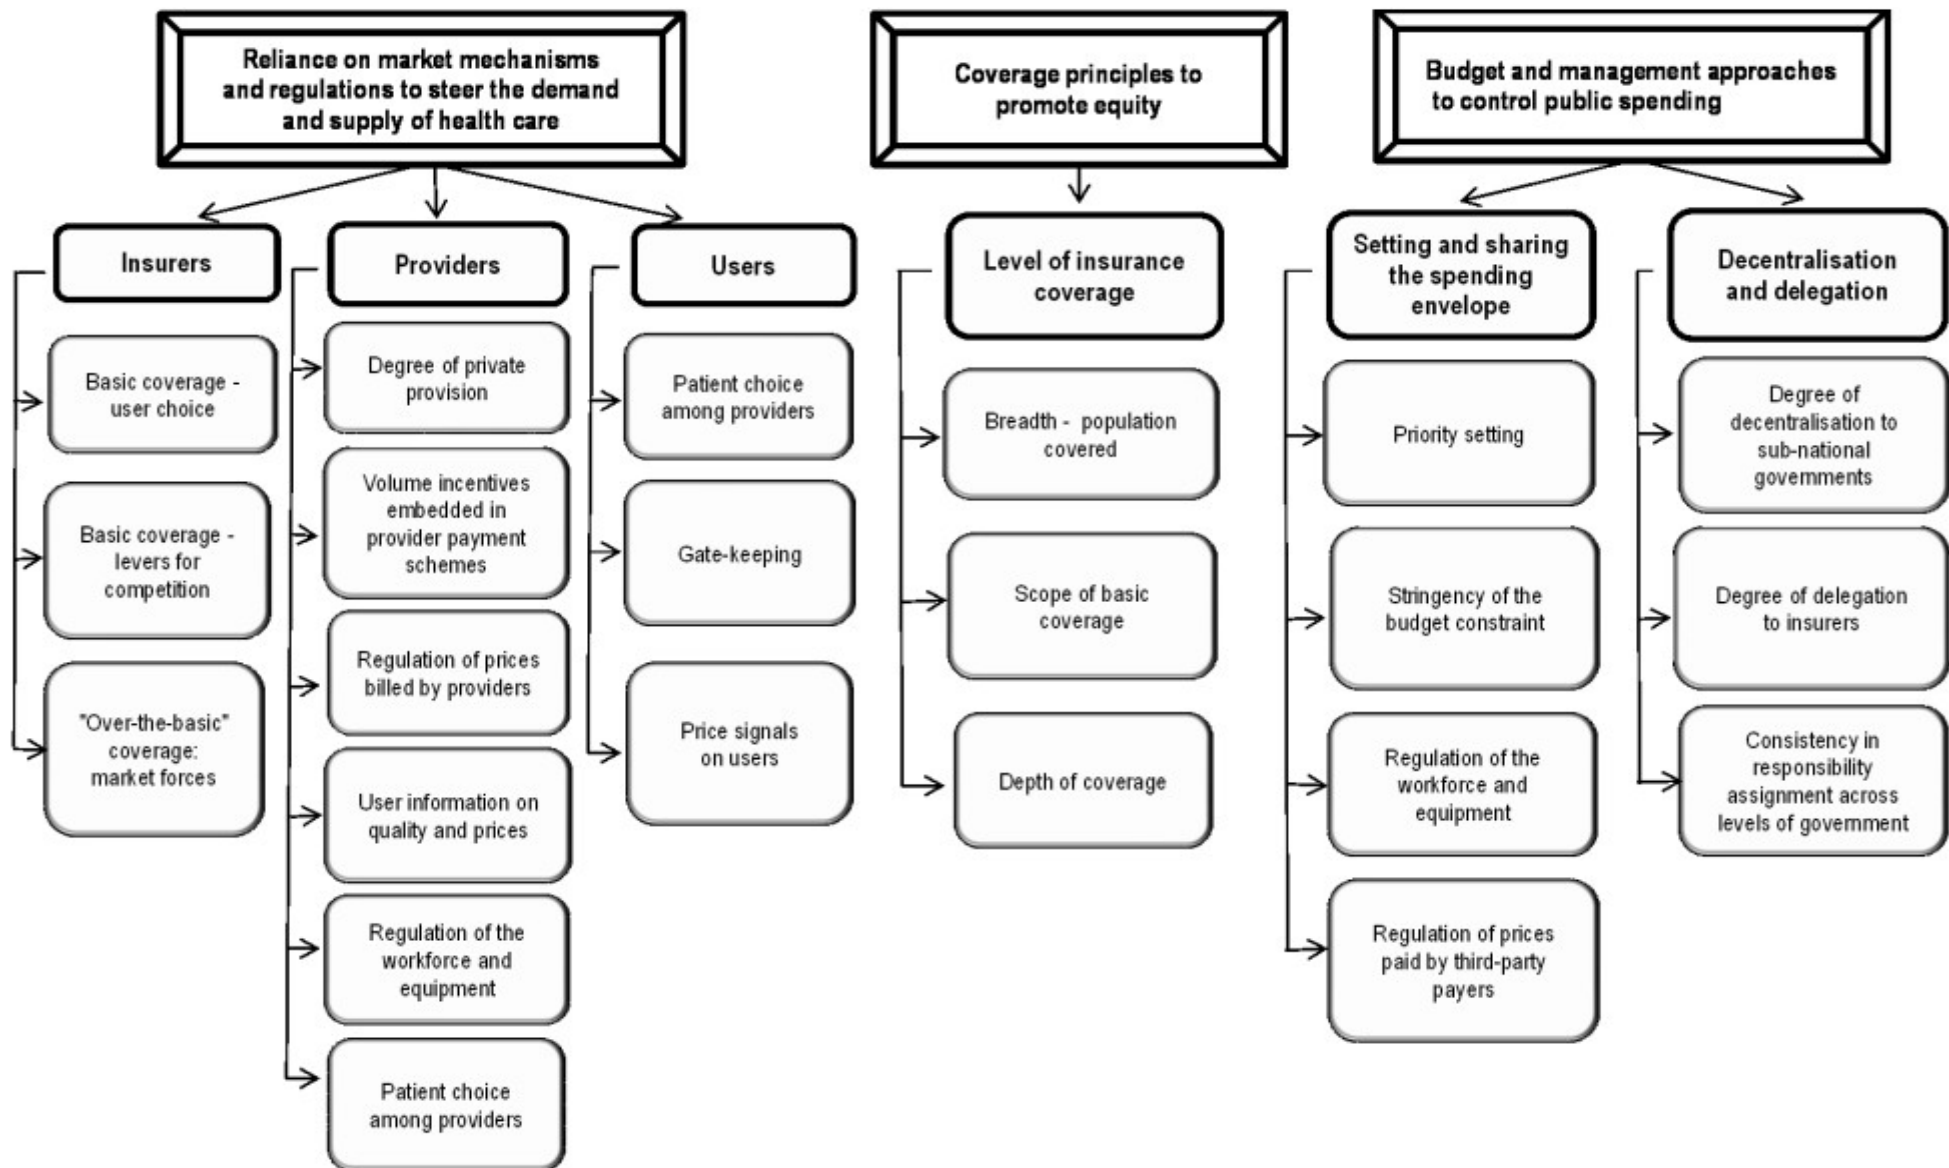 Reliance on market mechanisms
and regulations to steer the demand
and supply of health care
Coverage principles to
promote equity
Budget and management approaches
to control public spending
Insurers
Providers
Users
Level of insurance
coverage
Setting and sharing
the spending
envelope
Decentralisation
and delegation
Basic coverage -
user choice
Basic coverage -
levers for
competition
"Over-the-basic"
coverage:
market forces
Degree of private
provision
Volume incentives
embedded in
provider payment
schemes
Regulation of prices
billed by providers
User information on
quality and prices
Regulation of the
workforce and
equipment
Patient choice
among providers
Patient choice
among providers
Gate-keeping
Price signals
on users
Breadth - population
covered
Scope of basic
coverage
Depth of coverage
Priority setting
Stringency of the
budget constraint
Regulation of the
workforce and
equipment
Regulation of prices
paid by third-party
payers
Degree of
decentralisation to
sub-national
governments
Degree of delegation
to insurers
Consistency in
responsibility
assignment across
levels of government